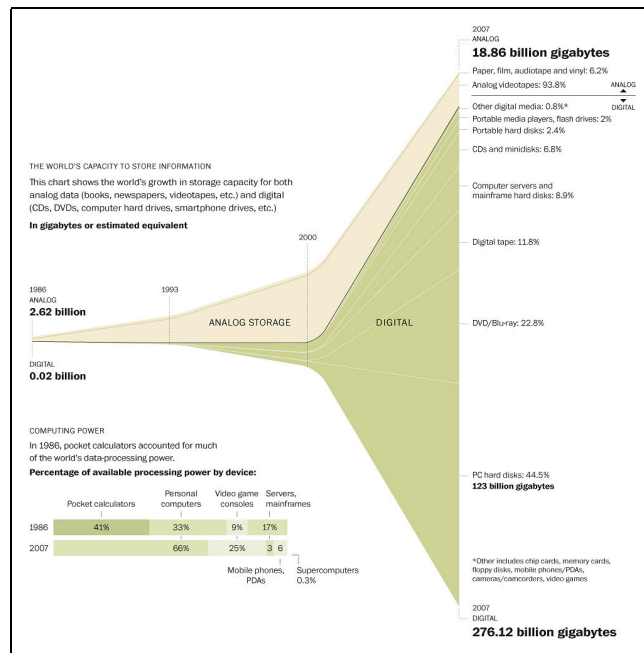 2007
ANALOG
18.86 billion gigabytes
Paper, film, audiotape and vinyl: 6.2%
Analog videotapes: 93.8%
ANALOG
DIGITAL
Other digital media: 0.8%*
Portable media players, flash drives: 2%
Portable hard disks: 2.4%
CDs and minidisks: 6.8%
Computer servers and
mainframe hard disks: 8.9%
Digital tape: 11.8%
DVD/Blu-ray: 22.8%
PC hard disks: 44.5%
123 billion gigabytes
*Other includes chip cards, memory cards,
floppy disks, mobile phones/PDAs,
cameras/camcorders, video games
2007
DIGITAL
276.12 billion gigabytes
THE WORLD'S CAPACITY TO STORE INFORMATION
This chart shows the world's growth in storage capacity for both
analog data (books, newspapers, videotapes, etc.) and digital
(CDs, DVDs, computer hard drives, smartphone drives, etc.)
In gigabytes or estimated equivalent
1986
ANALOG
2.62 billion
1993
2000
ANALOG STORAGE
DIGITAL
DIGITAL
0.02 billion
COMPUTING POWER
In 1986, pocket calculators accounted for much
of the world's data-processing power.
Percentage of available processing power by device:
Pocket calculators
Personal
computers
Video game
consoles
Servers,
mainframes
1986 41% 33% 9% 17%
2007 66% 25% 3 6
Mobile phones,
PDAs
Supercomputers
0.3%